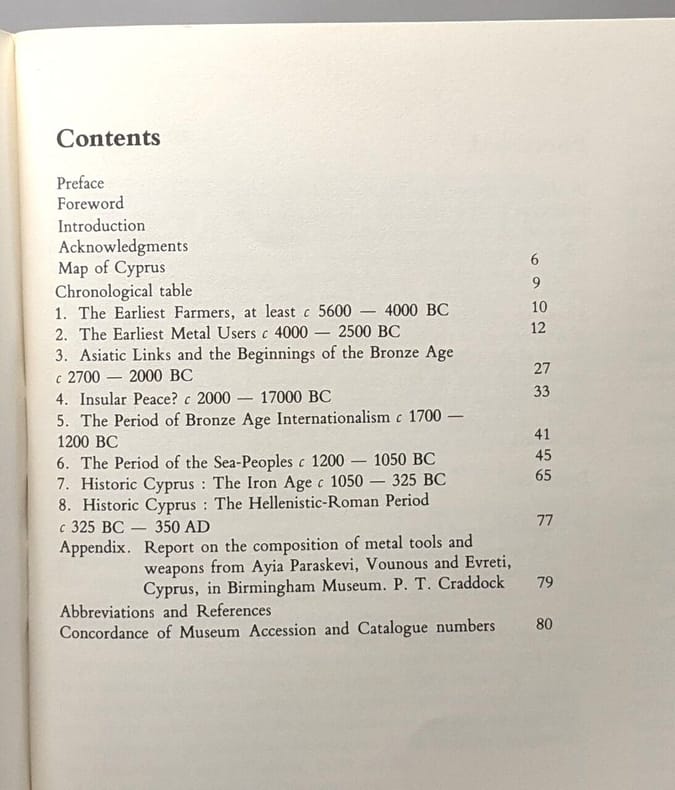 Contents
Preface
Foreword
Introduction
Acknowledgments
Map of Cyprus 6
Chronological table 9
1. The Earliest Farmers, at least c 5600 — 4000 BC 10
2. The Earliest Metal Users c 4000 — 2500 BC 12
3. Asiatic Links and the Beginnings of the Bronze Age
c 2700 — 2000 BC 27
4. Insular Peace? c 2000 — 17000 BC 33
5. The Period of Bronze Age Internationalism c 1700 —
1200 BC 41
6. The Period of the Sea-Peoples c 1200 — 1050 BC 45
7. Historic Cyprus : The Iron Age c 1050 — 325 BC 65
8. Historic Cyprus : The Hellenistic-Roman Period
c 325 BC — 350 AD 77
Appendix. Report on the composition of metal tools and
weapons from Ayia Paraskevi, Vounous and Evreti,
Cyprus, in Birmingham Museum. P. T. Craddock 79
Abbreviations and References
Concordance of Museum Accession and Catalogue numbers 80